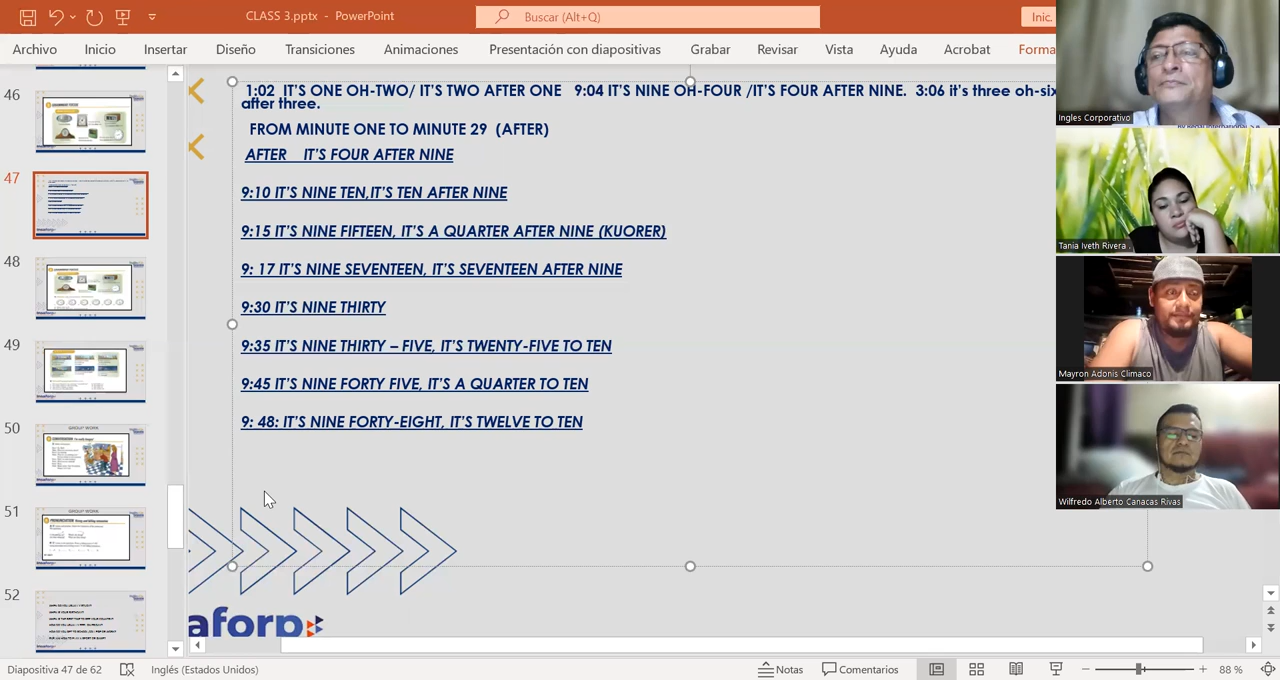 CLASS 3.pptx - PowerPoint
Buscar (Alt+Q)
Inic.
Archivo Inicio Insertar Diseño Transiciones Animaciones Presentación con diapositivas Grabar Revisar Vista Ayuda Acrobat Forma
46
47
48
49
50
51
52
GROUP WORK
GROUP WORK
1:02 IT'S ONE OH-TWO/ IT'S TWO AFTER ONE 9:04 IT'S NINE OH-FOUR /IT'S FOUR AFTER NINE. 3:06 it's three oh-six
after three.
FROM MINUTE ONE TO MINUTE 29 (AFTER)
AFTER IT'S FOUR AFTER NINE
9:10 IT'S NINE TEN,IT'S TEN AFTER NINE
9:15 IT'S NINE FIFTEEN, IT'S A QUARTER AFTER NINE (KUORER)
9: 17 IT'S NINE SEVENTEEN, IT'S SEVENTEEN AFTER NINE
9:30 IT'S NINE THIRTY
9:35 IT'S NINE THIRTY – FIVE, IT'S TWENTY-FIVE TO TEN
9:45 IT'S NINE FORTY FIVE, IT'S A QUARTER TO TEN
9: 48: IT'S NINE FORTY-EIGHT, IT'S TWELVE TO TEN
aforp
Ingles Corporativo
Tania Iveth Rivera .
Mayron Adonis Climaco
Wilfredo Alberto Canacas Rivas
Diapositiva 47 de 62 Inglés (Estados Unidos) Notas Comentarios 88 %